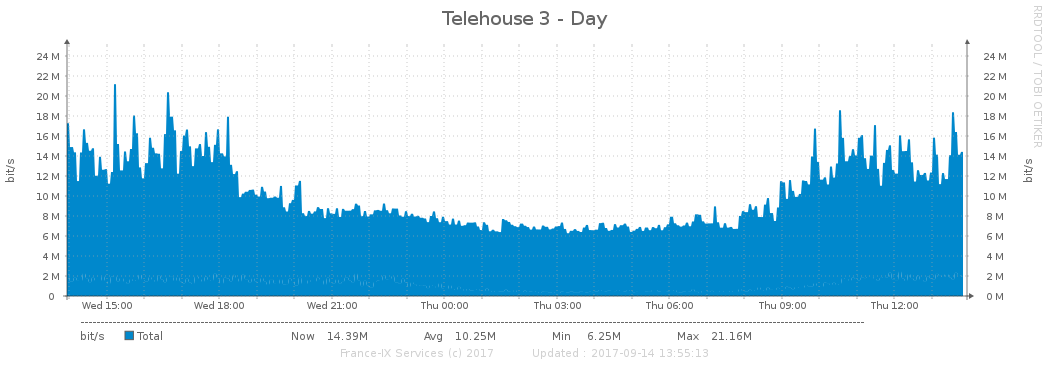 Telehouse 3 - Day
RRDTOOL / TOBI OETIKER
bit/s
24 M 24 M
22 M 22 M
20 M 20 M
18 M 18 M
16 M 16 M
14 M 14 M
12 M 12 M
10 M 10 M
8 M 8 M
6 M 6 M
4 M 4 M
2 M 2 M
0 0 M
bit/s
Wed 15:00 Wed 18:00 Wed 21:00 Thu 00:00 Thu 03:00 Thu 06:00 Thu 09:00 Thu 12:00
bit/s Total Now 14.39M Avg 10.25M Min 6.25M Max 21.16M
France-IX Services (c) 2017 Updated : 2017-09-14 13:55:13